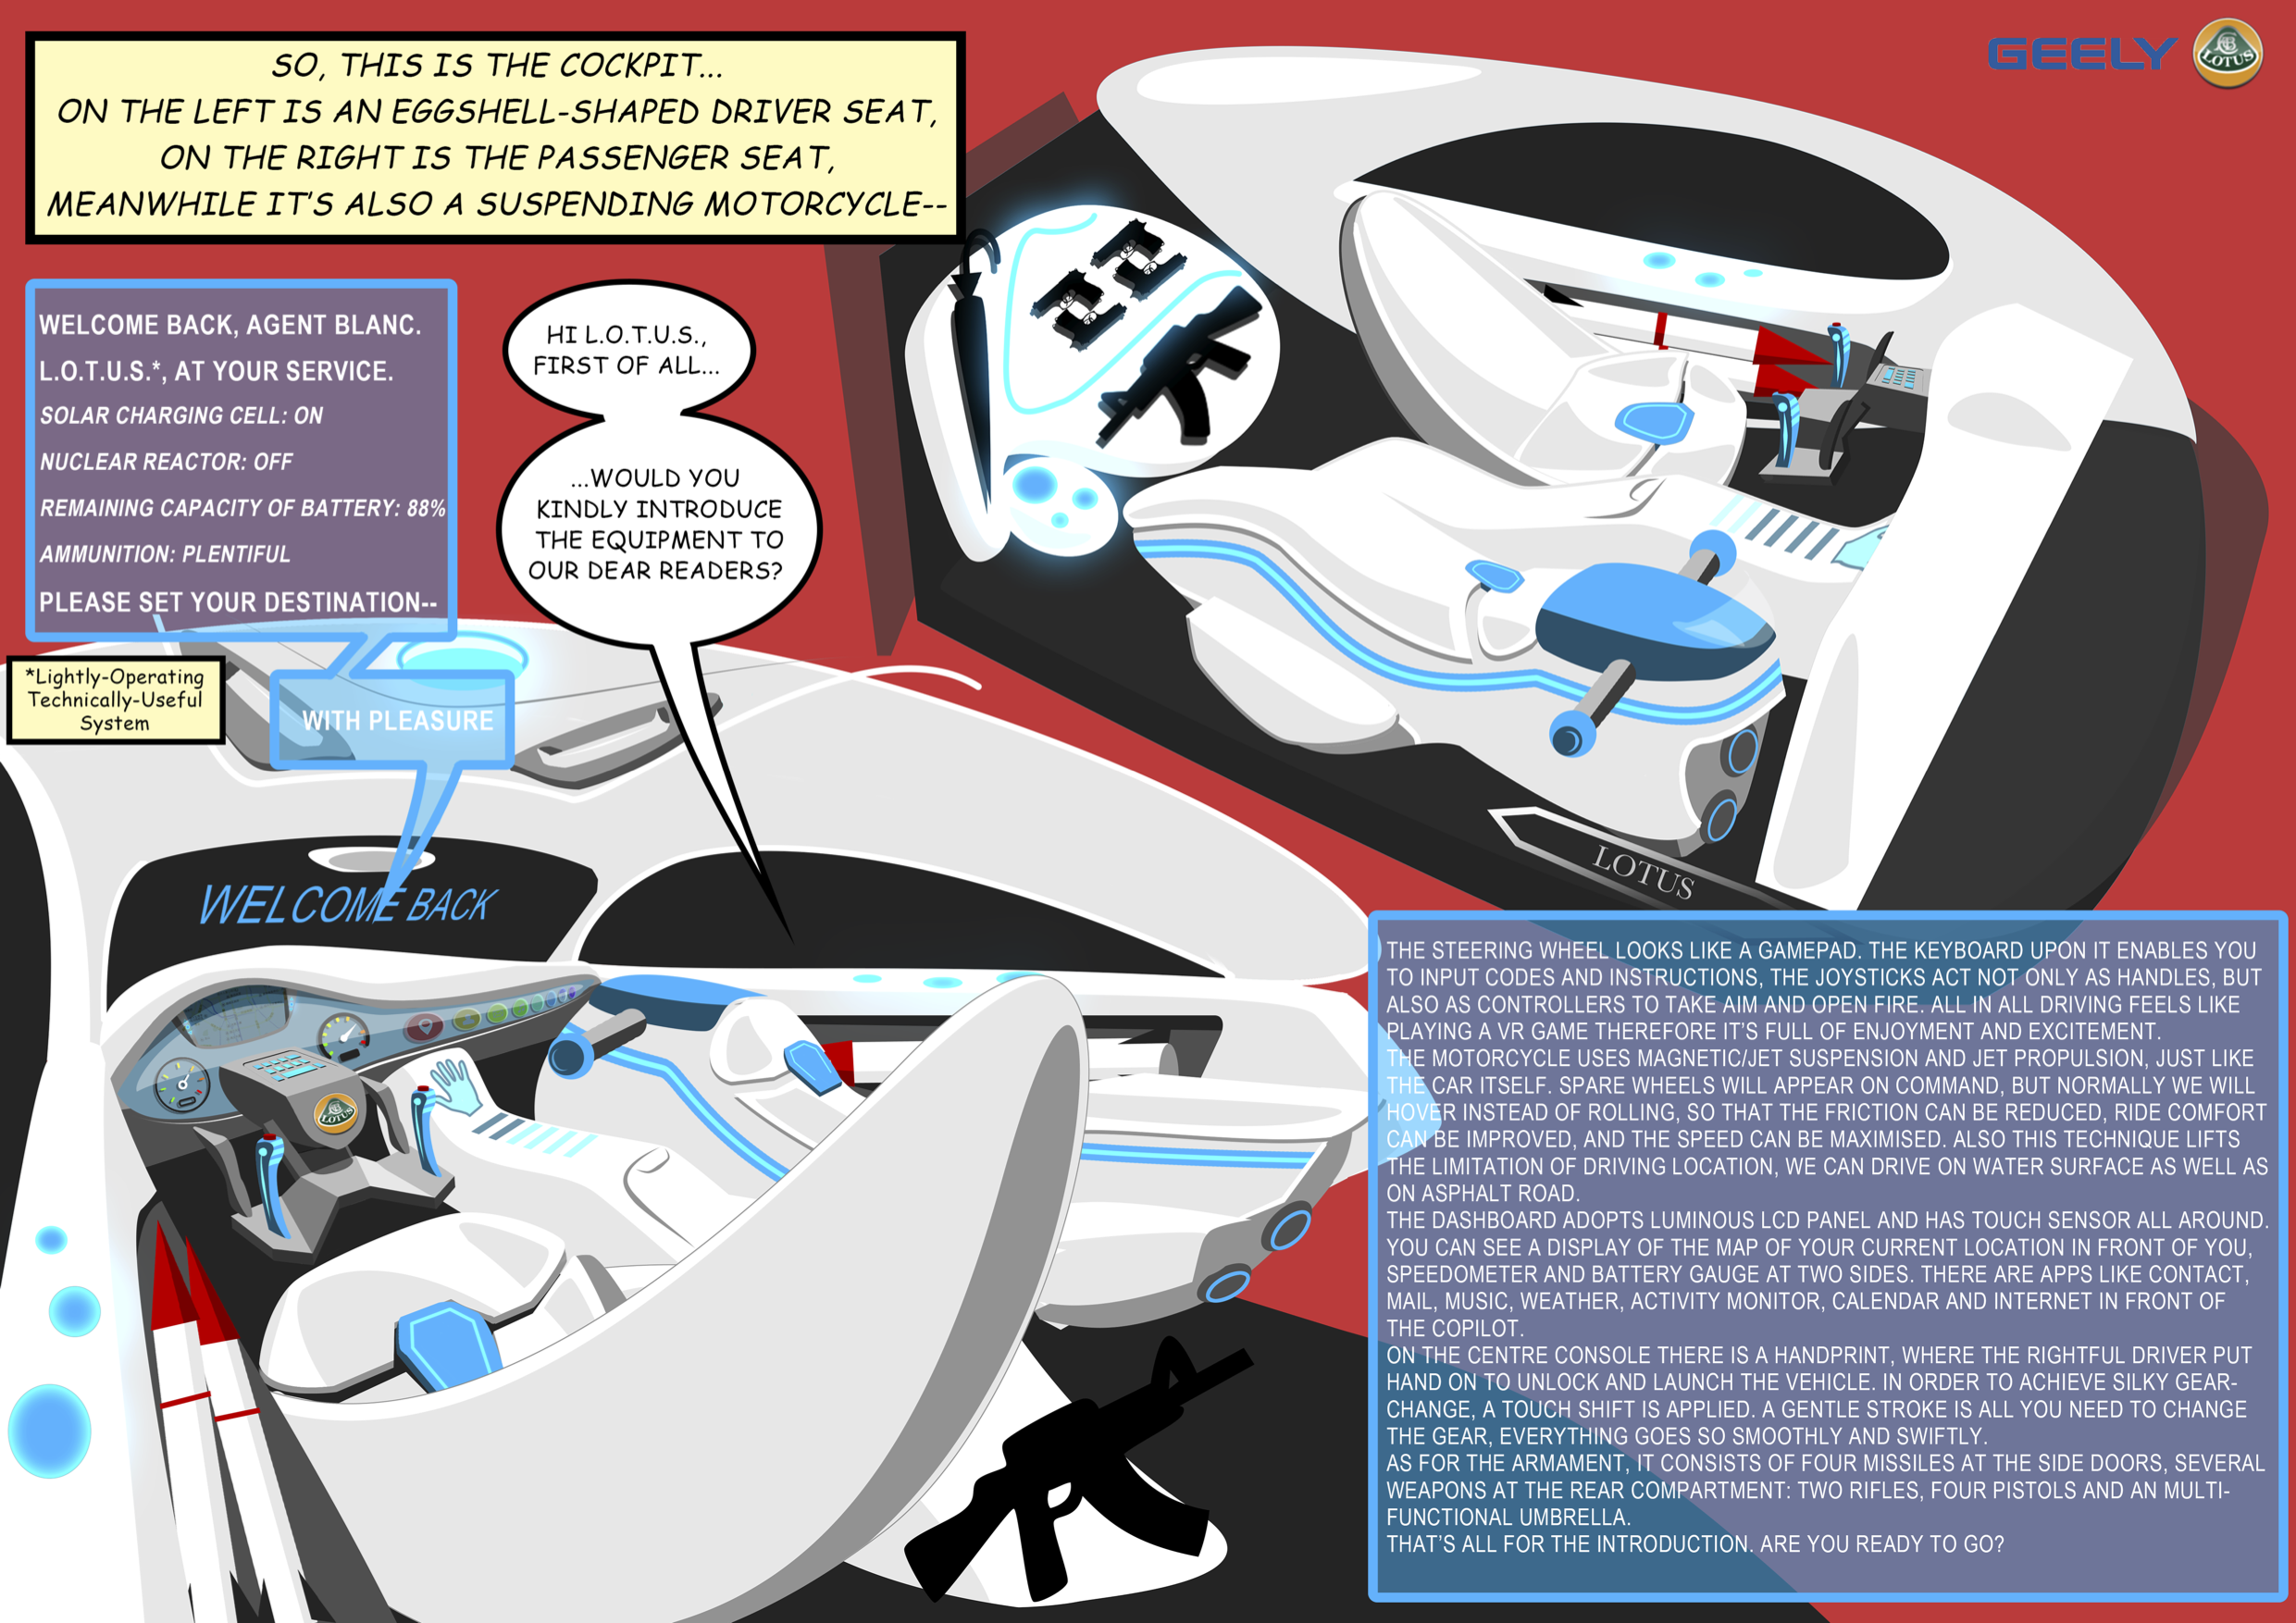 SO, THIS IS THE COCKPIT...
ON THE LEFT IS AN EGGSHELL-SHAPED DRIVER SEAT,
ON THE RIGHT IS THE PASSENGER SEAT,
MEANWHILE IT'S ALSO A SUSPENDING MOTORCYCLE--
GEELY
LOTUS
WELCOME BACK, AGENT BLANC.
L.O.T.U.S.*, AT YOUR SERVICE.
SOLAR CHARGING CELL: ON
NUCLEAR REACTOR: OFF
REMAINING CAPACITY OF BATTERY: 88%
AMMUNITION: PLENTIFUL
PLEASE SET YOUR DESTINATION--
HI L.O.T.U.S.,
FIRST OF ALL...
...WOULD YOU
KINDLY INTRODUCE
THE EQUIPMENT TO
OUR DEAR READERS?
*Lightly-Operating
Technically-Useful
System
WITH PLEASURE
WELCOME BACK
LOTUS
LOTUS
THE STEERING WHEEL LOOKS LIKE A GAMEPAD. THE KEYBOARD UPON IT ENABLES YOU
TO INPUT CODES AND INSTRUCTIONS, THE JOYSTICKS ACT NOT ONLY AS HANDLES, BUT
ALSO AS CONTROLLERS TO TAKE AIM AND OPEN FIRE. ALL IN ALL DRIVING FEELS LIKE
PLAYING A VR GAME THEREFORE IT'S FULL OF ENJOYMENT AND EXCITEMENT.
THE MOTORCYCLE USES MAGNETIC/JET SUSPENSION AND JET PROPULSION, JUST LIKE
THE CAR ITSELF. SPARE WHEELS WILL APPEAR ON COMMAND, BUT NORMALLY WE WILL
HOVER INSTEAD OF ROLLING, SO THAT THE FRICTION CAN BE REDUCED, RIDE COMFORT
CAN BE IMPROVED, AND THE SPEED CAN BE MAXIMISED. ALSO THIS TECHNIQUE LIFTS
THE LIMITATION OF DRIVING LOCATION, WE CAN DRIVE ON WATER SURFACE AS WELL AS
ON ASPHALT ROAD.
THE DASHBOARD ADOPTS LUMINOUS LCD PANEL AND HAS TOUCH SENSOR ALL AROUND.
YOU CAN SEE A DISPLAY OF THE MAP OF YOUR CURRENT LOCATION IN FRONT OF YOU,
SPEEDOMETER AND BATTERY GAUGE AT TWO SIDES. THERE ARE APPS LIKE CONTACT,
MAIL, MUSIC, WEATHER, ACTIVITY MONITOR, CALENDAR AND INTERNET IN FRONT OF
THE COPILOT.
ON THE CENTRE CONSOLE THERE IS A HANDPRINT, WHERE THE RIGHTFUL DRIVER PUT
HAND ON TO UNLOCK AND LAUNCH THE VEHICLE. IN ORDER TO ACHIEVE SILKY GEAR-
CHANGE, A TOUCH SHIFT IS APPLIED. A GENTLE STROKE IS ALL YOU NEED TO CHANGE
THE GEAR, EVERYTHING GOES SO SMOOTHLY AND SWIFTLY.
AS FOR THE ARMAMENT, IT CONSISTS OF FOUR MISSILES AT THE SIDE DOORS, SEVERAL
WEAPONS AT THE REAR COMPARTMENT: TWO RIFLES, FOUR PISTOLS AND AN MULTI-
FUNCTIONAL UMBRELLA.
THAT'S ALL FOR THE INTRODUCTION. ARE YOU READY TO GO?